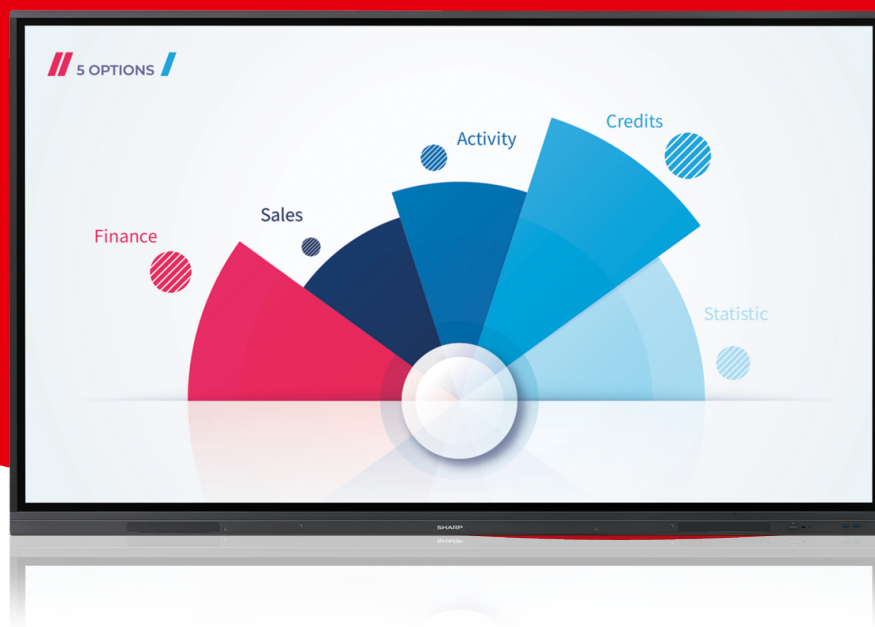 5 OPTIONS
Activity
Credits
Sales
Finance
Statistic
SHARP